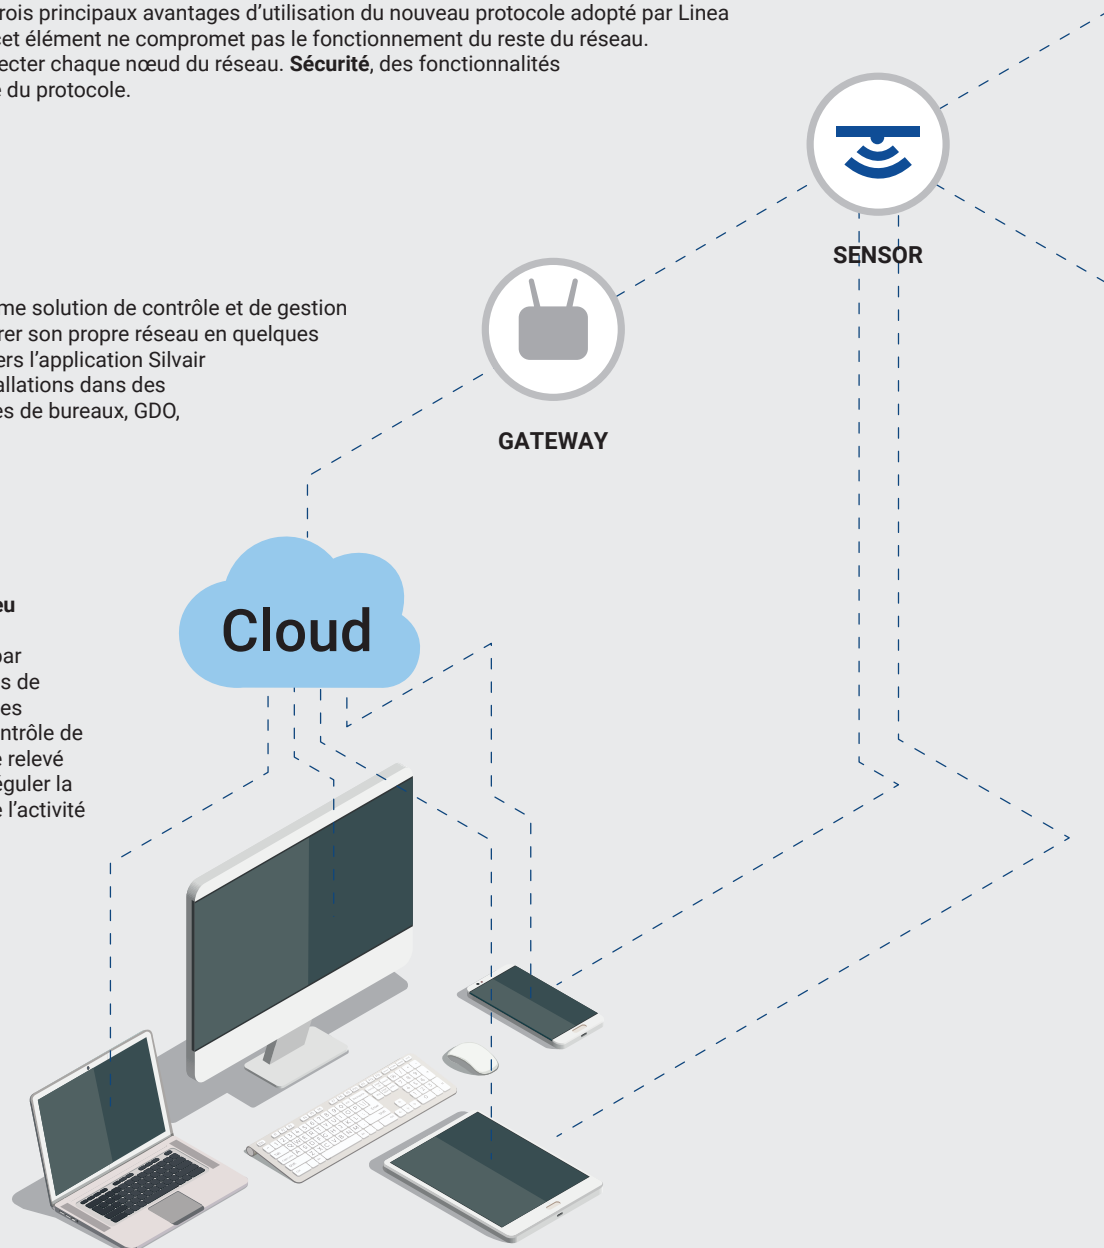 rois principaux avantages d’utilisation du nouveau protocole adopté par Linea
cet élément ne compromet pas le fonctionnement du reste du réseau.
ecter chaque nœud du réseau. Sécurité, des fonctionnalités
du protocole.
SENSOR
me solution de contrôle et de gestion
rer son propre réseau en quelques
ers l’application Silvair
allations dans des
es de bureaux, GDO,
GATEWAY
eu
Cloud
par
s de
es
ntrôle de
relevé
éguler la
e l’activité